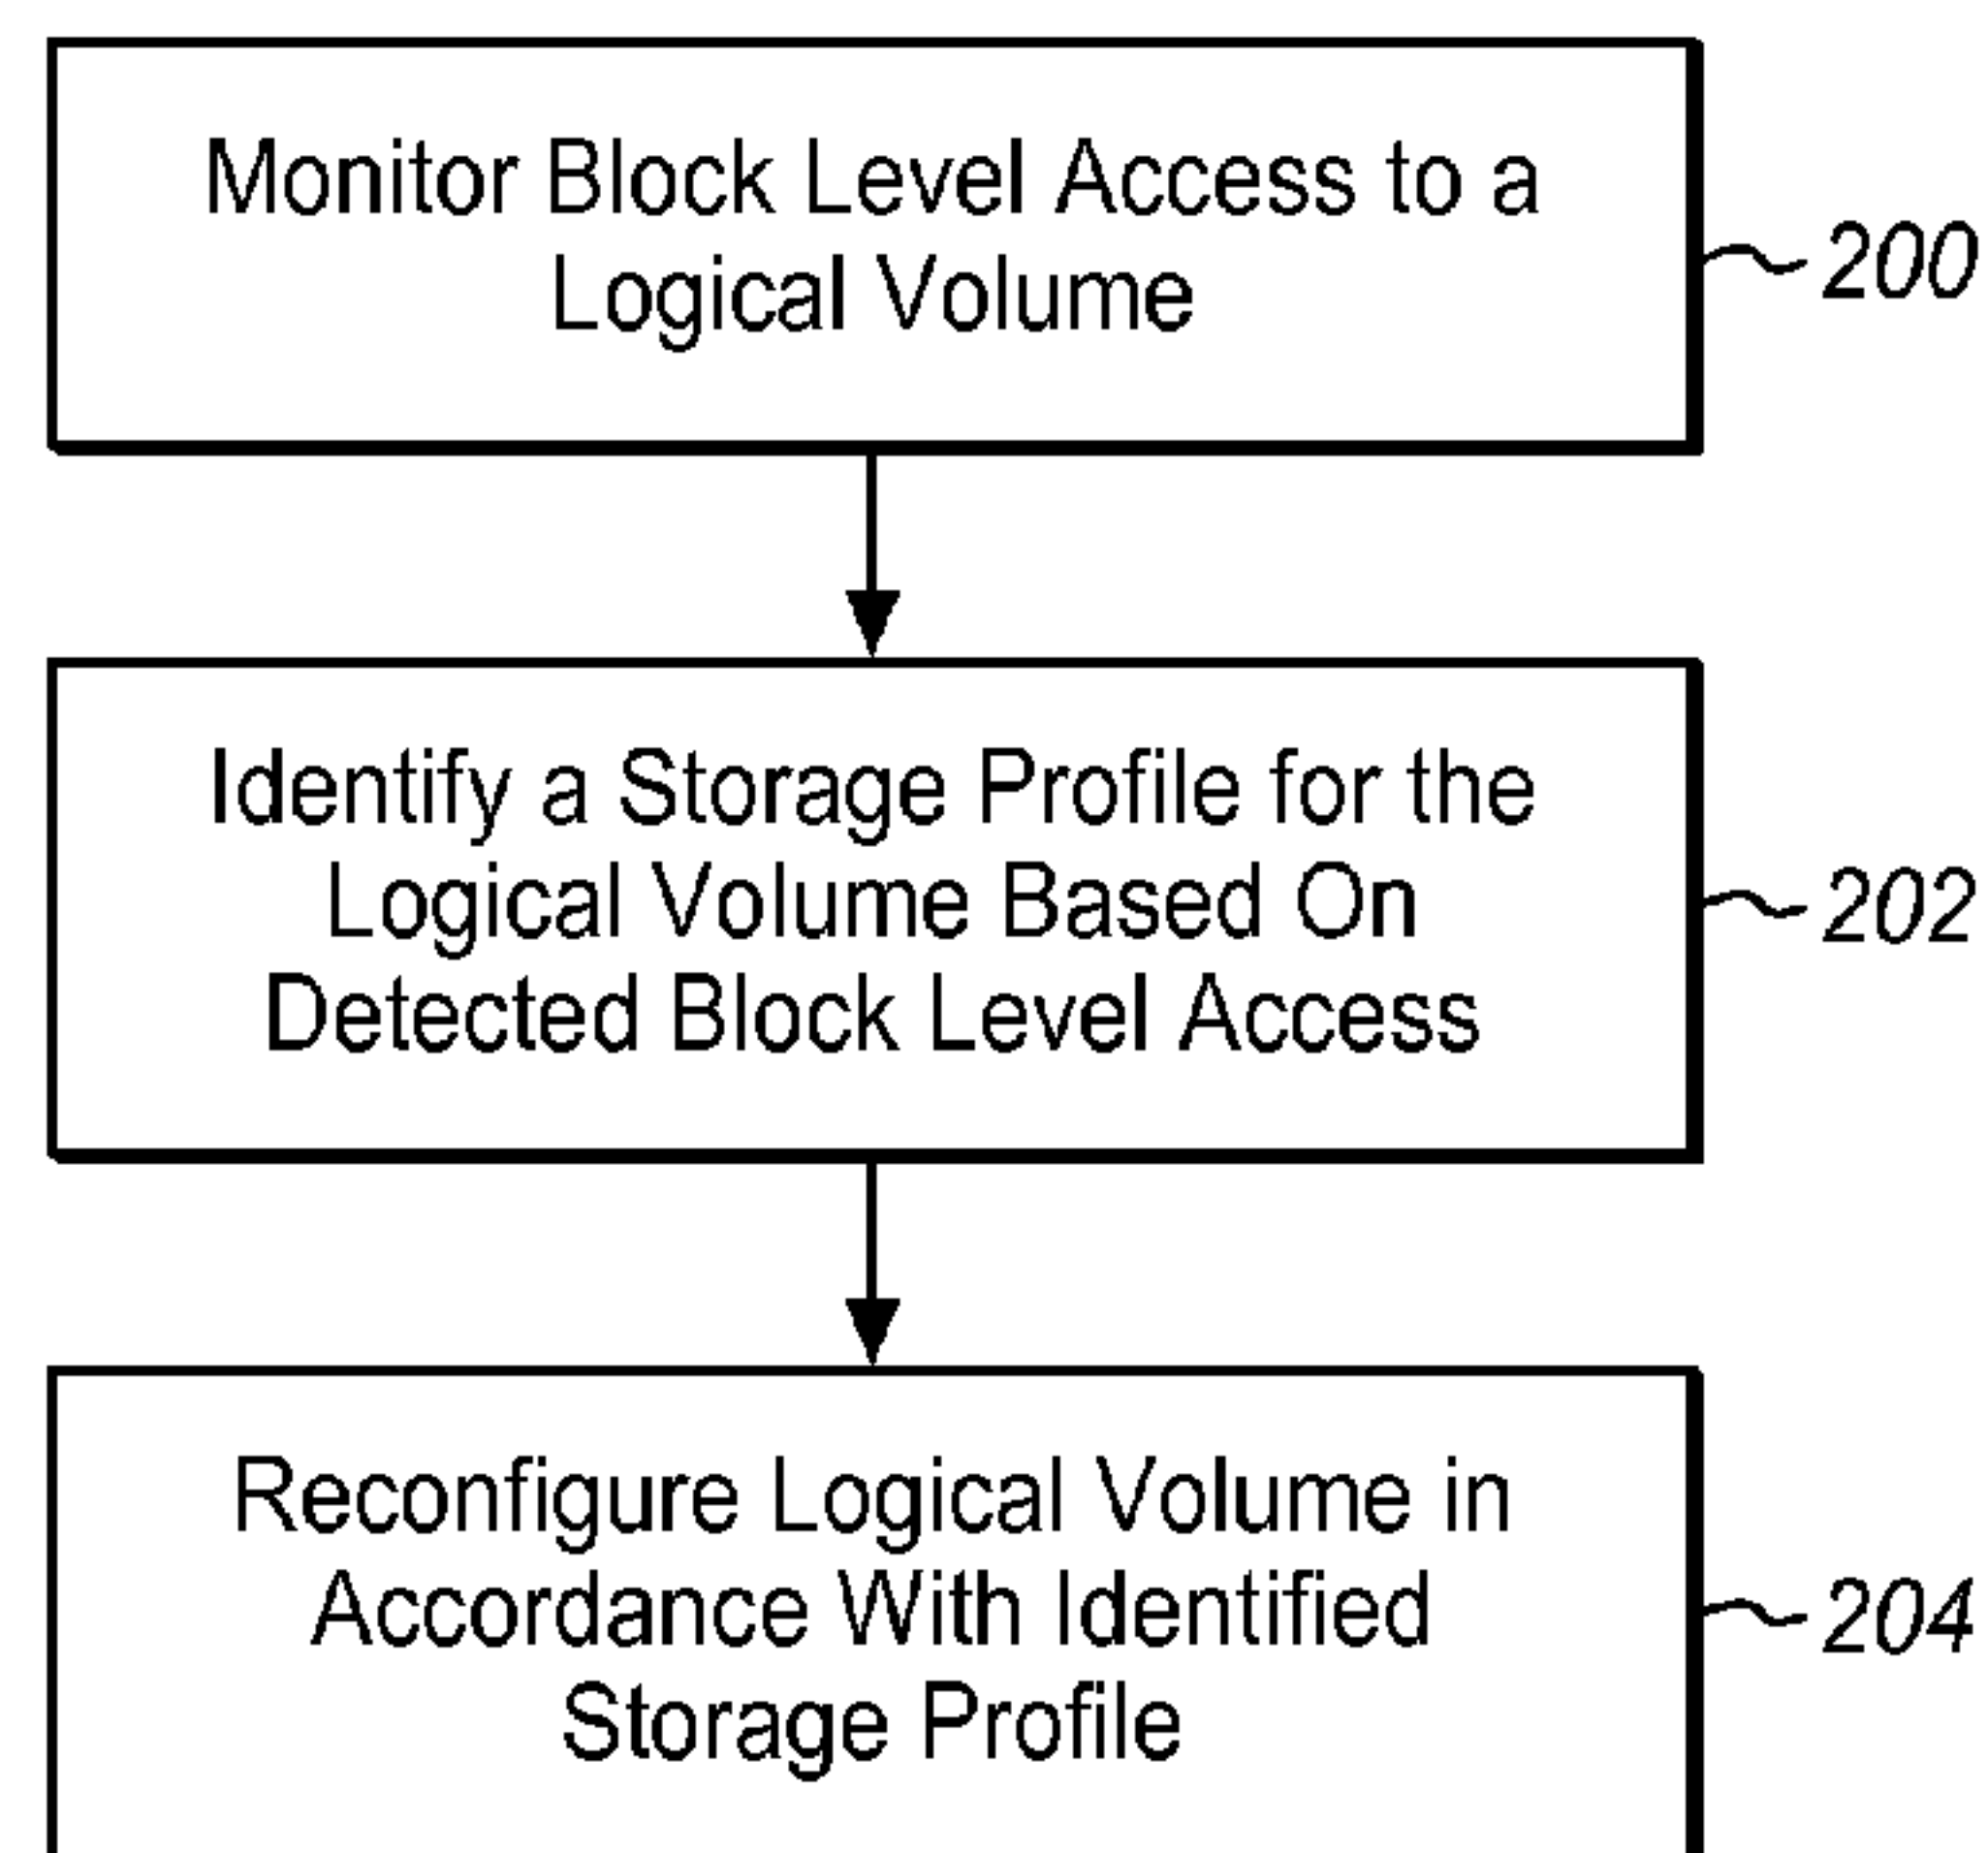 Monitor Block Level Access to a
Logical Volume
200
Identify a Storage Profile for the
Logical Volume Based On
Detected Block Level Access
202
Reconfigure Logical Volume in
Accordance With Identified
Storage Profile
204